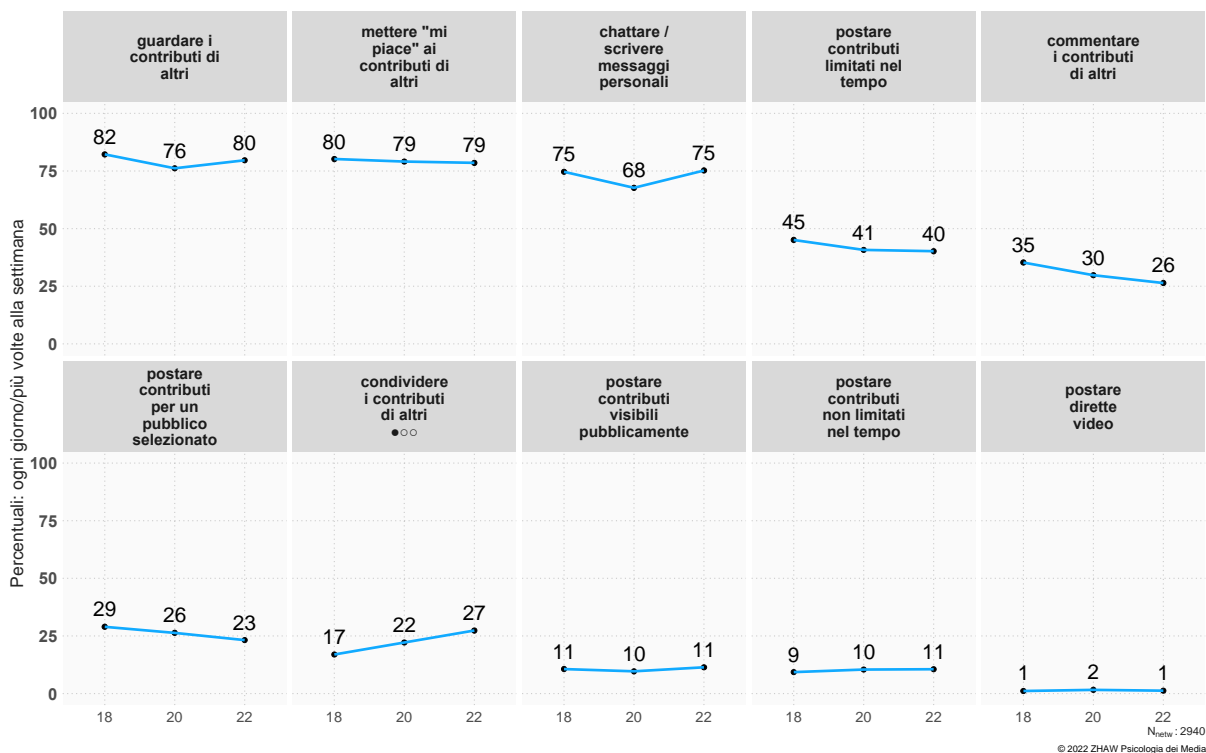 guardare i
contributi di
altri
mettere "mi
piace" ai
contributi di
altri
chattare /
scrivere
messaggi
personali
postare
contributi
limitati nel
tempo
commentare
i contributi
di altri
100
75
50
25
0
82
76
80
80
79
79
75
68
75
45
41
40
35
30
26
postare
contributi
per un
pubblico
selezionato
condividere
i contributi
di altri
●○○
postare
contributi
visibili
pubblicamente
postare
contributi
non limitati
nel tempo
postare
dirette
video
100
75
50
25
0
29
26
23
17
22
27
11
10
11
9
10
11
1
2
1
18 20 22
18 20 22
18 20 22
18 20 22
18 20 22
Percentuali: ogni giorno/più volte alla settimana
Nnetw : 2940
© 2022 ZHAW Psicologia dei Media